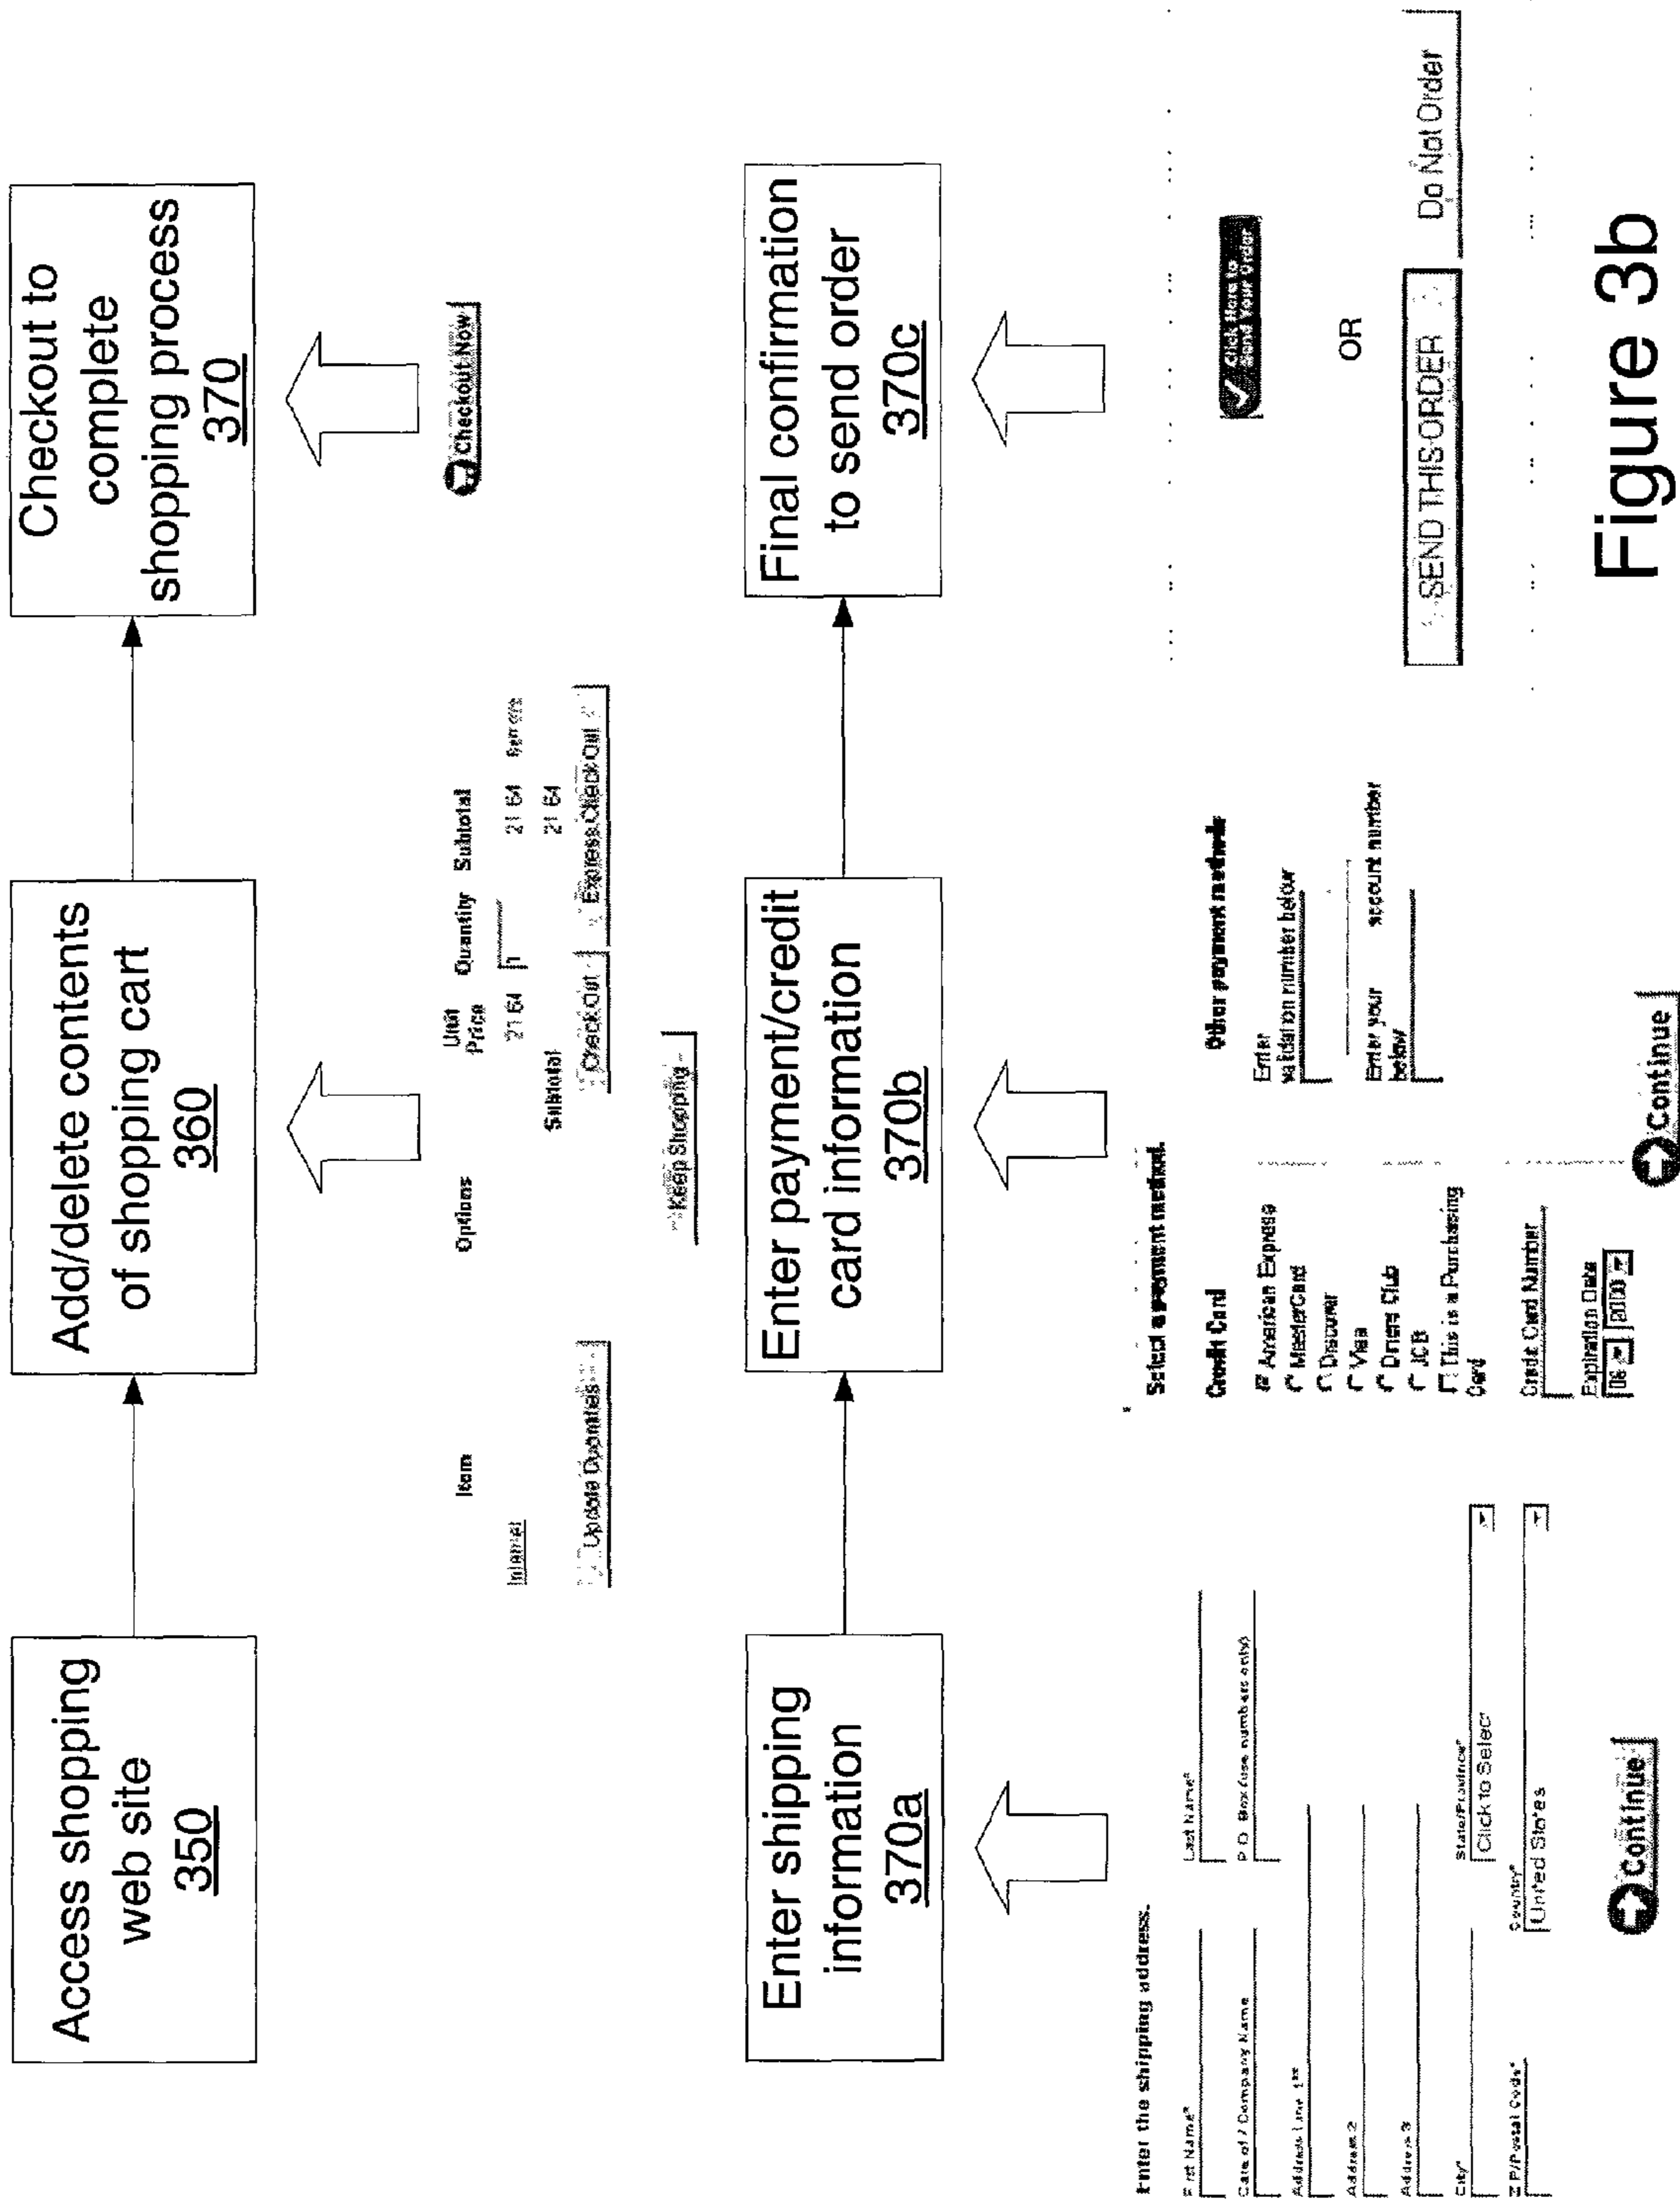 Access shopping
web site
350
Add/delete contents
of shopping cart
360
Checkout to
complete
shopping process
370
Item
Options
Unit
Price
Quantity
Subtotal
Internet
21 64
1
21 64
Subtotal
21 64
Update Quantities
Check Out
Express Check Out
Keep Shopping
Checkout Now
Enter shipping
information
370a
Enter payment/credit
card information
370b
Final confirmation
to send order
370c
Enter the shipping address.
First Name*
Last Name*
Care of / Company Name
P.O. Box (use numbers only)
Address Line 1**
Address 2
Address 3
City*
State/Province*
Click to Select
ZIP/Postal Code*
Country*
United States
Continue
Select a payment method.
Credit Card
American Express
MasterCard
Discover
Visa
Diners Club
JCB
This is a Purchasing
Card
Credit Card Number
Expiration Date
06 2000
Other payment methods
Enter
validation number below
Enter your account number
below
Continue
Click Here to
Send Your Order
OR
SEND THIS ORDER
Do Not Order
Figure 3b